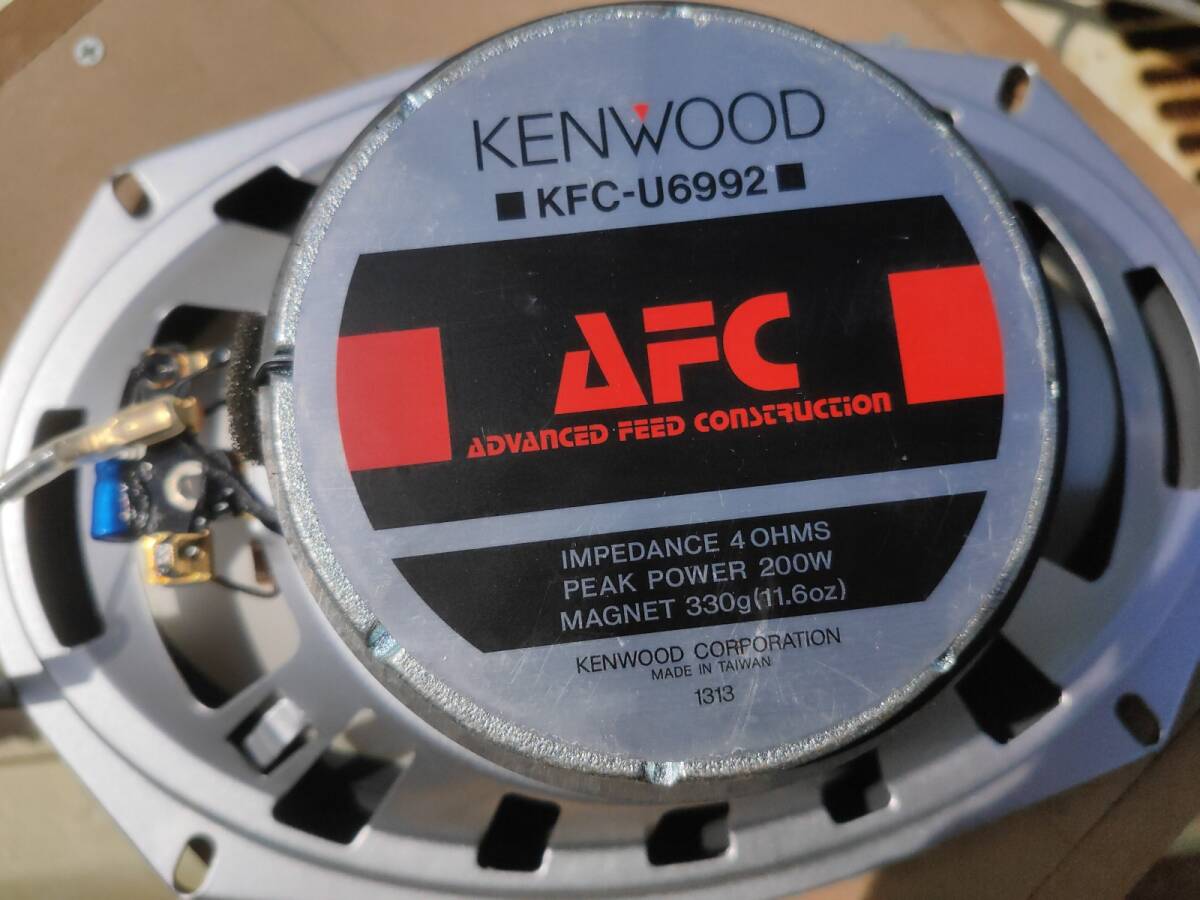 KENWOOD
■ KFC-U6992 ■
AFC
ADVANCED FEED CONSTRUCTION
IMPEDANCE 4 OHMS
PEAK POWER 200W
MAGNET 330g(11.6oz)
KENWOOD CORPORATION
MADE IN TAIWAN
1313